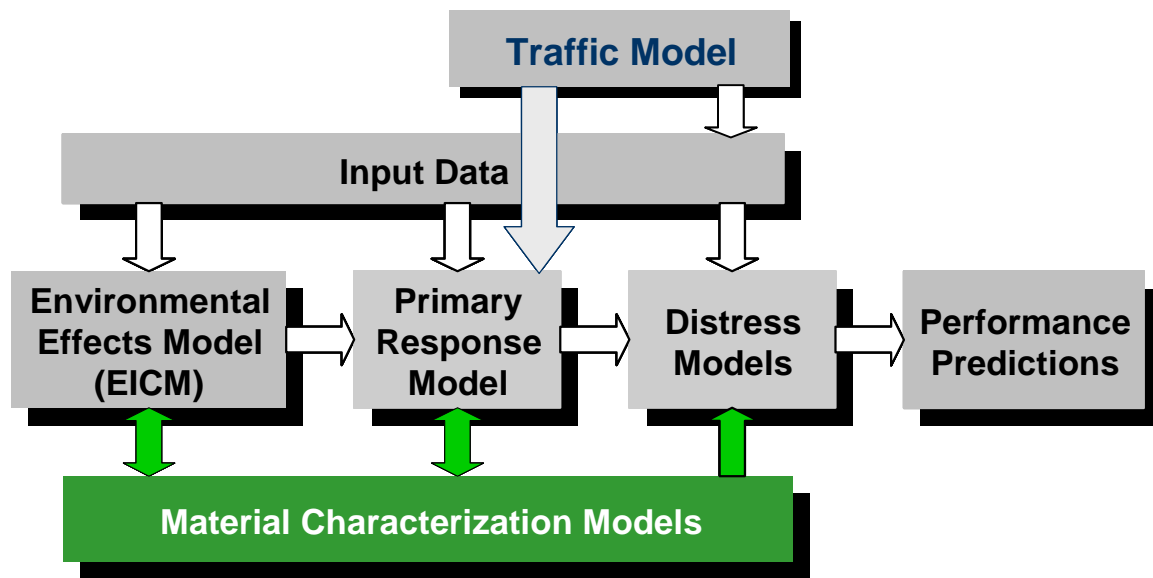 Traffic Model
Input Data
Environmental
Effects Model
(EICM)
Primary
Response
Model
Distress
Models
Performance
Predictions
Material Characterization Models